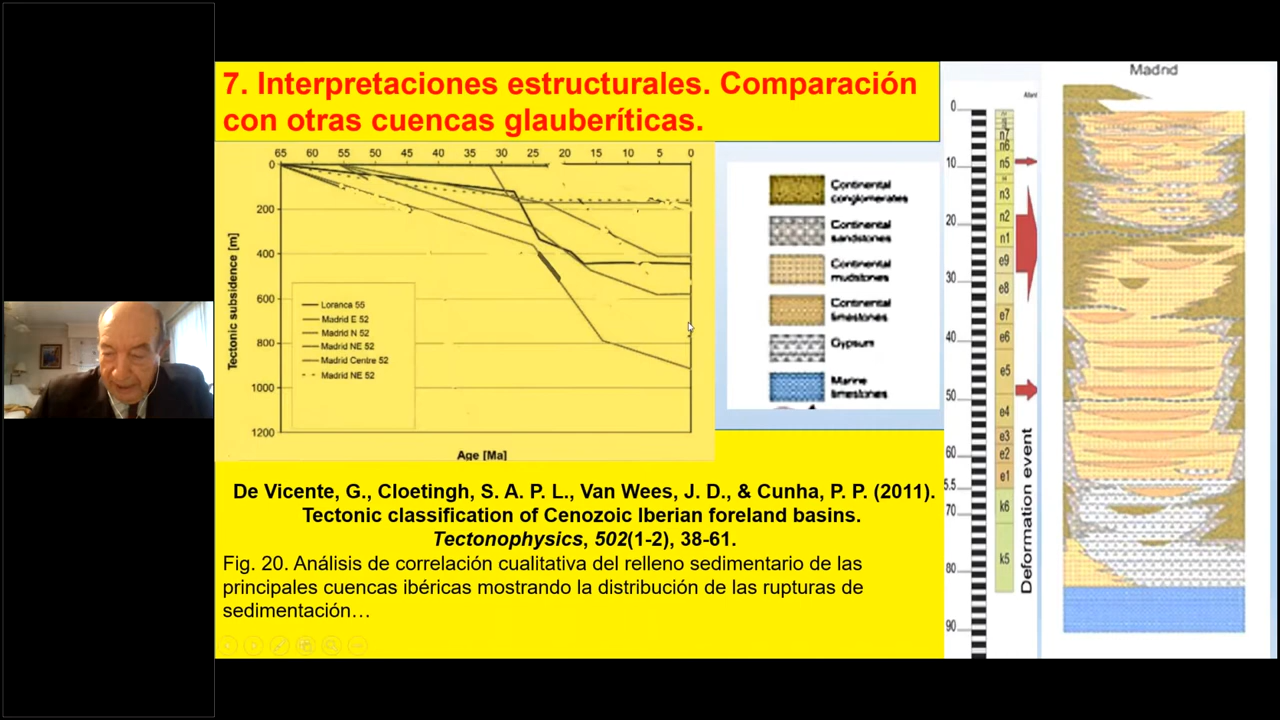 7. Interpretaciones estructurales. Comparación
con otras cuencas glauberíticas.
65 60 55 50 45 40 35 30 25 20 15 10 5 0
0
200
400
600
800
1000
1200
Tectonic subsidence [m]
Age [Ma]
Loranca 55
Madrid E 52
Madrid N 52
Madrid NE 52
Madrid Centre 52
Madrid NE 52
Continental
conglomerates
Continental
sandstones
Continental
mudstones
Continental
limestones
Gypsum
Marine
limestones
De Vicente, G., Cloetingh, S. A. P. L., Van Wees, J. D., & Cunha, P. P. (2011).
Tectonic classification of Cenozoic Iberian foreland basins.
Tectonophysics, 502(1-2), 38-61.
Fig. 20. Análisis de correlación cualitativa del relleno sedimentario de las
principales cuencas ibéricas mostrando la distribución de las rupturas de
sedimentación…
0
10
20
30
40
50
60
5.5
70
80
90
n7
n6
n5
n3
n2
n1
e9
e8
e7
e6
e5
e4
e3
e2
e1
k6
k5
Deformation event
Madrid